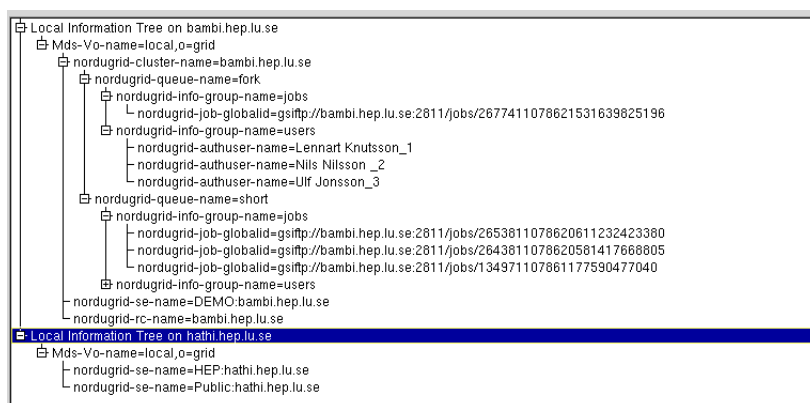 Local Information Tree on bambi.hep.lu.se
Mds-Vo-name=local,o=grid
nordugrid-cluster-name=bambi.hep.lu.se
nordugrid-queue-name=fork
nordugrid-info-group-name=jobs
nordugrid-job-globalid=gsiftp://bambi.hep.lu.se:2811/jobs/2677411078621531639825196
nordugrid-info-group-name=users
nordugrid-authuser-name=Lennart Knutsson_1
nordugrid-authuser-name=Nils Nilsson _2
nordugrid-authuser-name=Ulf Jonsson_3
nordugrid-queue-name=short
nordugrid-info-group-name=jobs
nordugrid-job-globalid=gsiftp://bambi.hep.lu.se:2811/jobs/2653811078620611232423380
nordugrid-job-globalid=gsiftp://bambi.hep.lu.se:2811/jobs/2643811078620581417668805
nordugrid-job-globalid=gsiftp://bambi.hep.lu.se:2811/jobs/134971107861177590477040
nordugrid-info-group-name=users
nordugrid-se-name=DEMO:bambi.hep.lu.se
nordugrid-rc-name=bambi.hep.lu.se
Local Information Tree on hathi.hep.lu.se
Mds-Vo-name=local,o=grid
nordugrid-se-name=HEP:hathi.hep.lu.se
nordugrid-se-name=Public:hathi.hep.lu.se